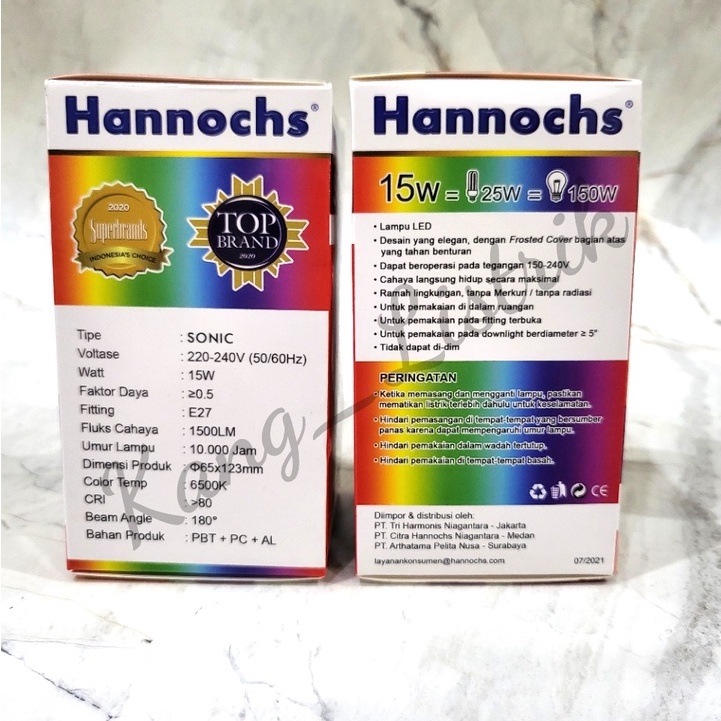 Hannochs®
2020
Superbrands
INDONESIA'S CHOICE
TOP
BRAND
2020
Tipe : SONIC
Voltase : 220-240V (50/60Hz)
Watt : 15W
Faktor Daya : ≥0.5
Fitting : E27
Fluks Cahaya : 1500LM
Umur Lampu : 10.000 Jam
Dimensi Produk : Φ65x123mm
Color Temp : 6500K
CRI : >80
Beam Angle : 180°
Bahan Produk : PBT + PC + AL
Hannochs®
15W = 25W = 150W
• Lampu LED
• Desain yang elegan, dengan Frosted Cover bagian atas
yang tahan benturan
• Dapat beroperasi pada tegangan 150-240V
• Cahaya langsung hidup secara maksimal
• Ramah lingkungan, tanpa Merkuri / tanpa radiasi
• Untuk pemakaian di dalam ruangan
• Untuk pemakaian pada fitting terbuka
• Untuk pemakaian pada downlight berdiameter ≥ 5"
• Tidak dapat di-dim
PERINGATAN
• Ketika memasang dan mengganti lampu, pastikan
mematikan listrik terlebih dahulu untuk keselamatan.
• Hindari pemasangan di tempat-tempat yang bersumber
panas karena dapat mempengaruhi umur lampu.
• Hindari pemakaian dalam wadah tertutup.
• Hindari pemakaian di tempat-tempat basah.
CE
Diimpor & distribusi oleh:
PT. Tri Harmonis Niagantara - Jakarta
PT. Citra Hannochs Niagantara - Medan
PT. Arthatama Pelita Nusa - Surabaya
layanankonsumen@hannochs.com 07/2021
Kang_Listrik